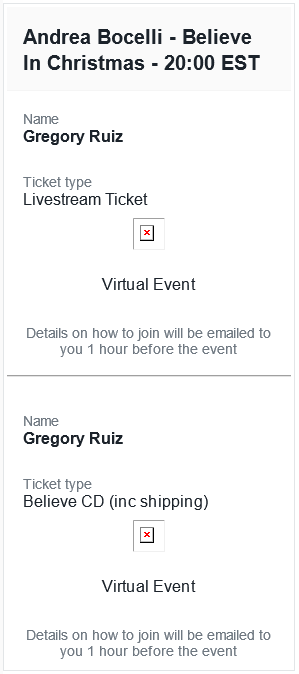 Andrea Bocelli - Believe
In Christmas - 20:00 EST
Name
Gregory Ruiz
Ticket type
Livestream Ticket
Virtual Event
Details on how to join will be emailed to
you 1 hour before the event
Name
Gregory Ruiz
Ticket type
Believe CD (inc shipping)
Virtual Event
Details on how to join will be emailed to
you 1 hour before the event